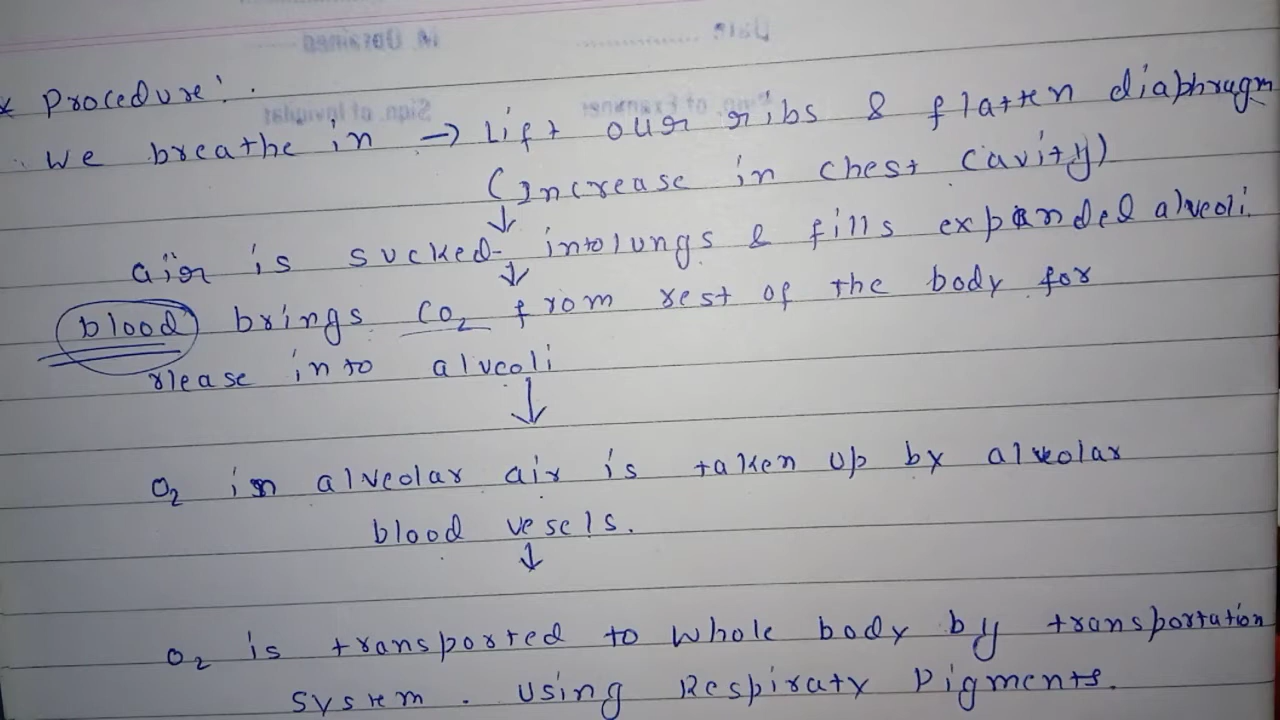 * Procedure:
We breathe in → Lift our ribs & flatten diaphragm
(Increase in chest cavity)
↓
air is sucked into lungs & fills expanded alveoli.
↓
blood brings CO₂ from rest of the body for
rlease into alveoli
↓
O₂ in alveolar air is taken up by alveolar
blood vesels.
↓
O₂ is transported to whole body by transportation
system. Using Respiraty Pigments.